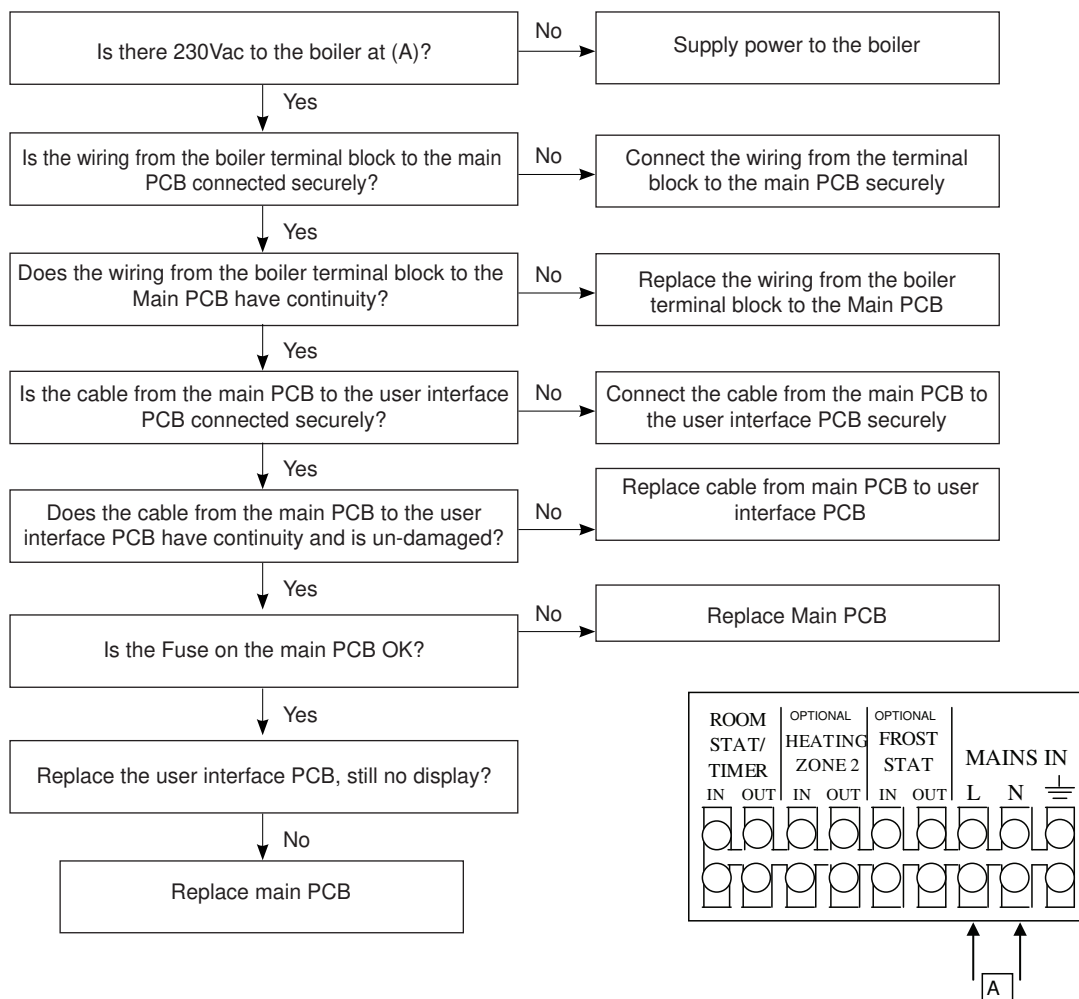 Is there 230Vac to the boiler at (A)?
No
Supply power to the boiler
Yes
Is the wiring from the boiler terminal block to the main
PCB connected securely?
No
Connect the wiring from the terminal
block to the main PCB securely
Yes
Does the wiring from the boiler terminal block to the
Main PCB have continuity?
No
Replace the wiring from the boiler
terminal block to the Main PCB
Yes
Is the cable from the main PCB to the user interface
PCB connected securely?
No
Connect the cable from the main PCB to
the user interface PCB securely
Yes
Does the cable from the main PCB to the user
interface PCB have continuity and is un-damaged?
No
Replace cable from main PCB to user
interface PCB
Yes
Is the Fuse on the main PCB OK?
No
Replace Main PCB
Yes
Replace the user interface PCB, still no display?
No
Replace main PCB
ROOM
STAT/
TIMER
IN OUT
OPTIONAL
HEATING
ZONE 2
IN OUT
OPTIONAL
FROST
STAT
IN OUT
MAINS IN
L N
A